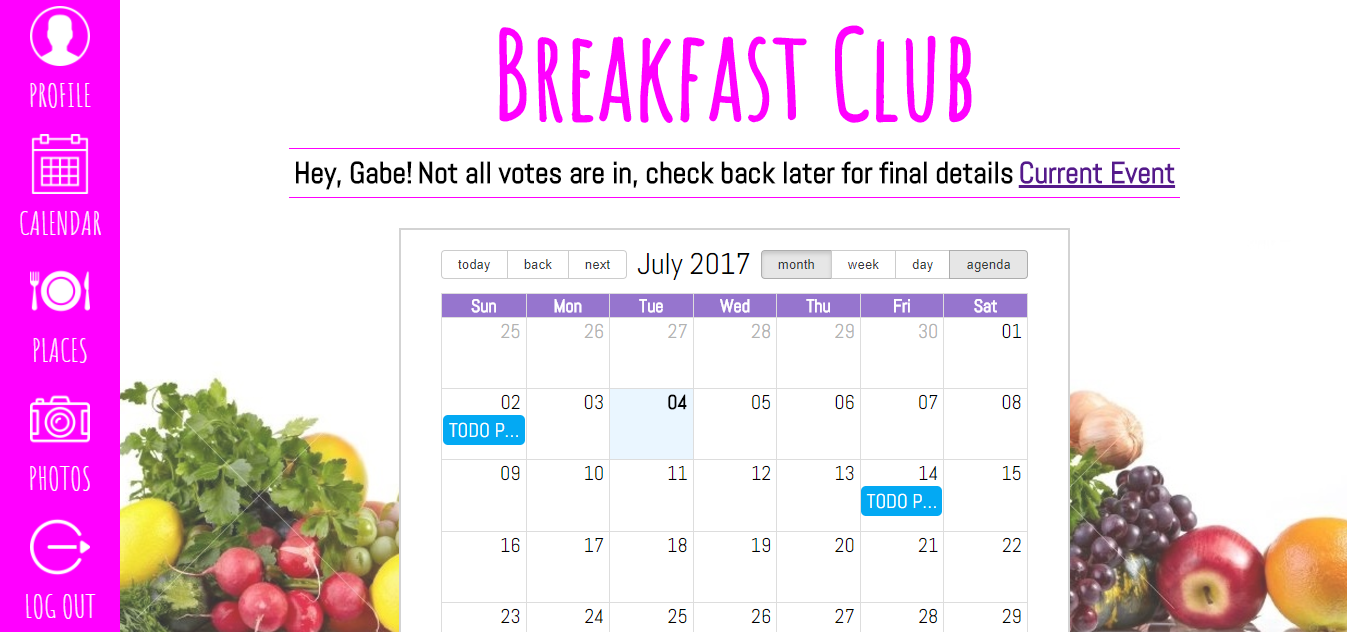 BREAKFAST CLUB
Hey, Gabe! Not all votes are in, check back later for final details Current Event
PROFILE
CALENDAR
PLACES
PHOTOS
LOG OUT
today back next July 2017 month week day agenda
Sun Mon Tue Wed Thu Fri Sat
25 26 27 28 29 30 01
02 03 04 05 06 07 08
TODO P...
09 10 11 12 13 14 15
TODO P...
16 17 18 19 20 21 22
23 24 25 26 27 28 29